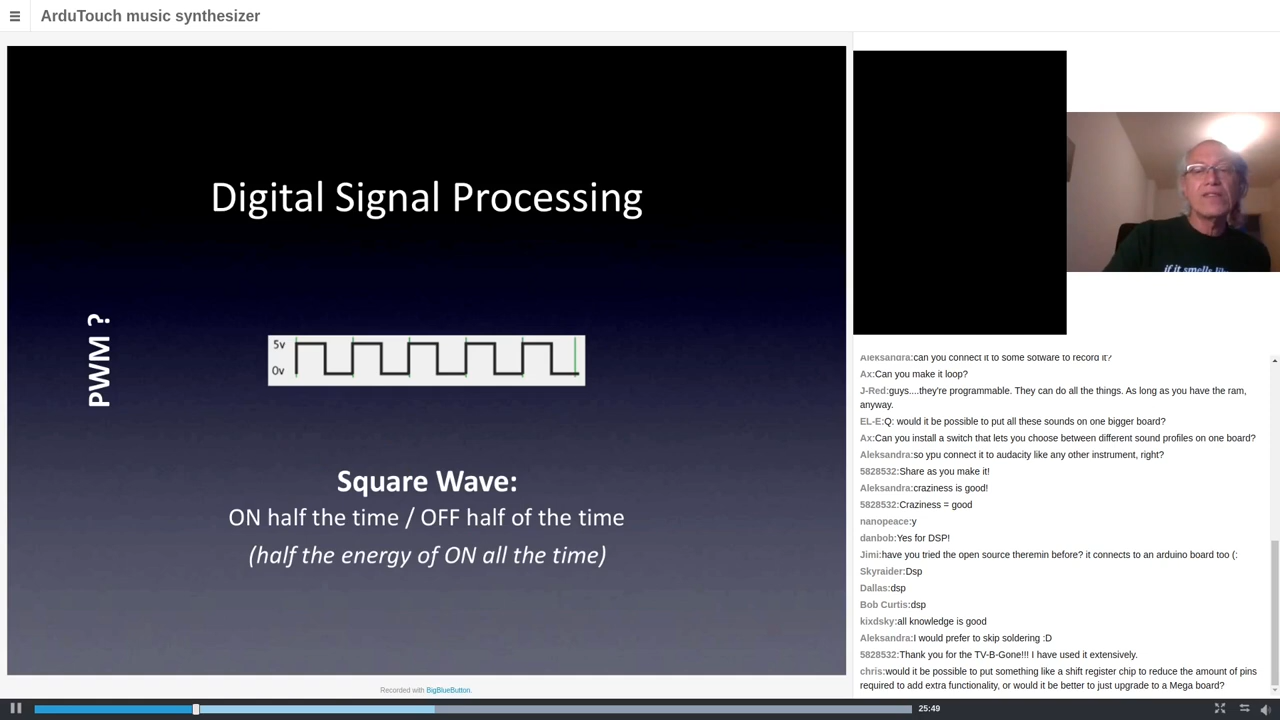 ArduTouch music synthesizer
Digital Signal Processing
PWM ?
5v
0v
Square Wave:
ON half the time / OFF half of the time
(half the energy of ON all the time)
Recorded with BigBlueButton.
if it smells like
Aleksandra:can you connect it to some sotware to record it?
Ax:Can you make it loop?
J-Red:guys....they're programmable. They can do all the things. As long as you have the ram,
anyway.
EL-E:Q: would it be possible to put all these sounds on one bigger board?
Ax:Can you install a switch that lets you choose between different sound profiles on one board?
Aleksandra:so ypu connect it to audacity like any other instrument, right?
5828532:Share as you make it!
Aleksandra:craziness is good!
5828532:Craziness = good
nanopeace:y
danbob:Yes for DSP!
Jimi:have you tried the open source theremin before? it connects to an arduino board too (:
Skyraider:Dsp
Dallas:dsp
Bob Curtis:dsp
kixdsky:all knowledge is good
Aleksandra:I would prefer to skip soldering :D
5828532:Thank you for the TV-B-Gone!!! I have used it extensively.
chris:would it be possible to put something like a shift register chip to reduce the amount of pins
required to add extra functionality, or would it be better to just upgrade to a Mega board?
25:49